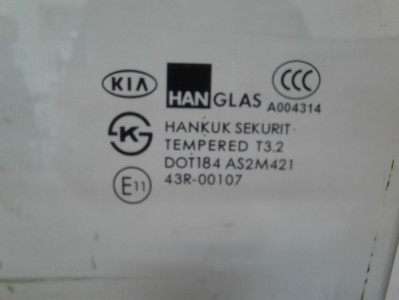 KIA
HANGLAS
CCC
A004314
K
HANKUK SEKURIT
TEMPERED T3.2
DOT184 AS2M421
E11
43R-00107